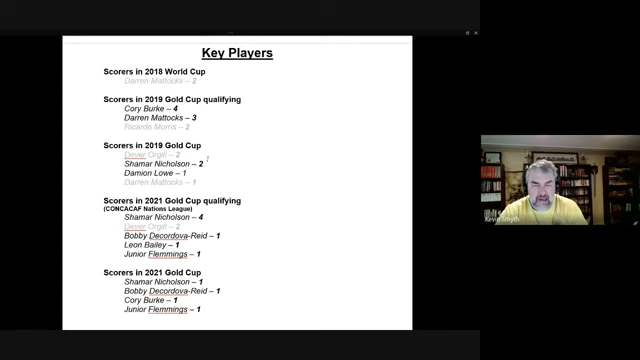 Key Players
Scorers in 2018 World Cup
Darren Mattocks – 2
Scorers in 2019 Gold Cup qualifying
Cory Burke – 4
Darren Mattocks – 3
Ricardo Morris – 2
Scorers in 2019 Gold Cup
Dever Orgill – 2
Shamar Nicholson – 2
Damion Lowe – 1
Darren Mattocks – 1
Scorers in 2021 Gold Cup qualifying
(CONCACAF Nations League)
Shamar Nicholson – 4
Dever Orgill – 2
Bobby Decordova-Reid – 1
Leon Bailey – 1
Junior Flemmings – 1
Scorers in 2021 Gold Cup
Shamar Nicholson – 1
Bobby Decordova-Reid – 1
Cory Burke – 1
Junior Flemmings – 1
Kevin Smyth